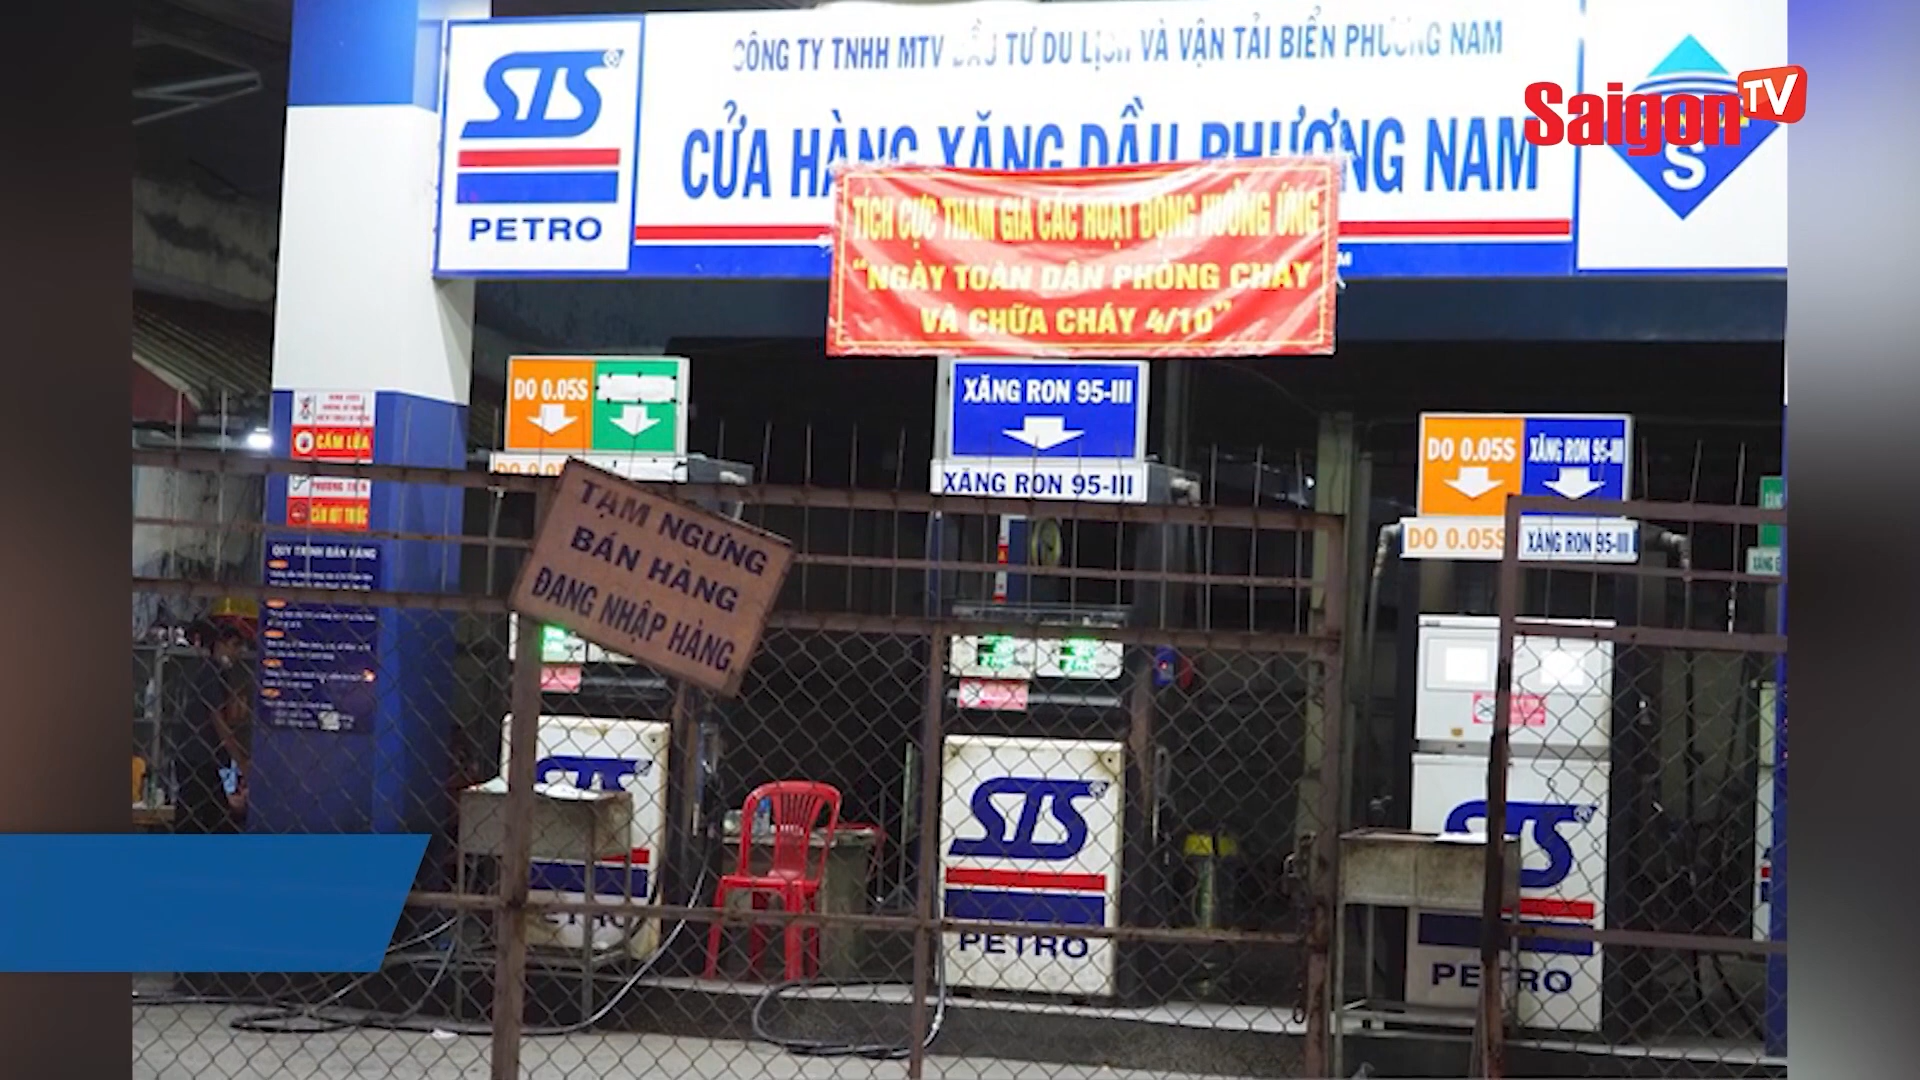 CÔNG TY TNHH MTV ĐẦU TƯ DU LỊCH VÀ VẬN TẢI BIỂN PHƯƠNG NAM
STS
PETRO
CỬA HÀNG XĂNG DẦU PHƯƠNG NAM
Saigon TV
S
TÍCH CỰC THAM GIA CÁC HOẠT ĐỘNG HƯỞNG ỨNG
“NGÀY TOÀN DÂN PHÒNG CHÁY
VÀ CHỮA CHÁY 4/10”
DO 0.05S
XĂNG RON 95-III
XĂNG RON 95-III
DO 0.05S
XĂNG RON 95-III
DO 0.05S
XĂNG RON 95-III
CẤM LỬA
CẤM HÚT THUỐC
QUY TRÌNH BÁN HÀNG
TẠM NGƯNG
BÁN HÀNG
ĐANG NHẬP HÀNG
STS
PETRO
STS
PETRO
STS
PETRO